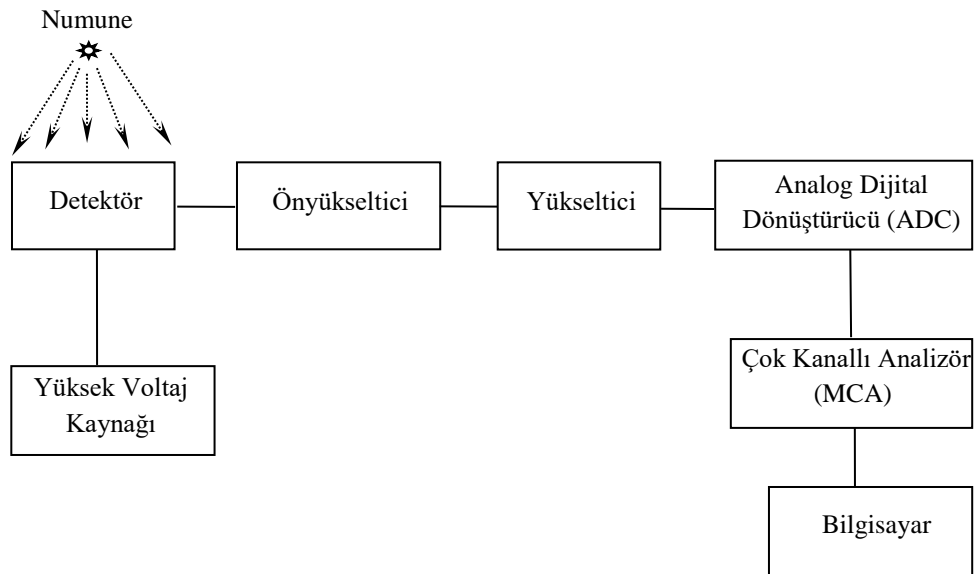 Numune
Detektör
Önyükseltici
Yükseltici
Analog Dijital
Dönüştürücü (ADC)
Yüksek Voltaj
Kaynağı
Çok Kanallı Analizör
(MCA)
Bilgisayar